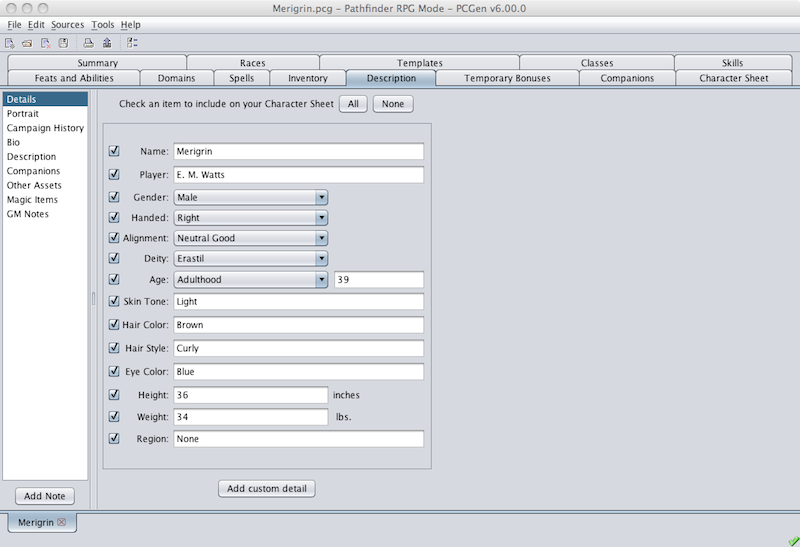 Merigrin.pcg - Pathfinder RPG Mode - PCGen v6.00.0
File Edit Sources Tools Help
Summary Races Templates Classes Skills
Feats and Abilities Domains Spells Inventory Description Temporary Bonuses Companions Character Sheet
Details
Portrait
Campaign History
Bio
Description
Companions
Other Assets
Magic Items
GM Notes
Add Note
Check an item to include on your Character Sheet All None
Name: Merigrin
Player: E. M. Watts
Gender: Male
Handed: Right
Alignment: Neutral Good
Deity: Erastil
Age: Adulthood 39
Skin Tone: Light
Hair Color: Brown
Hair Style: Curly
Eye Color: Blue
Height: 36 inches
Weight: 34 lbs.
Region: None
Add custom detail
Merigrin